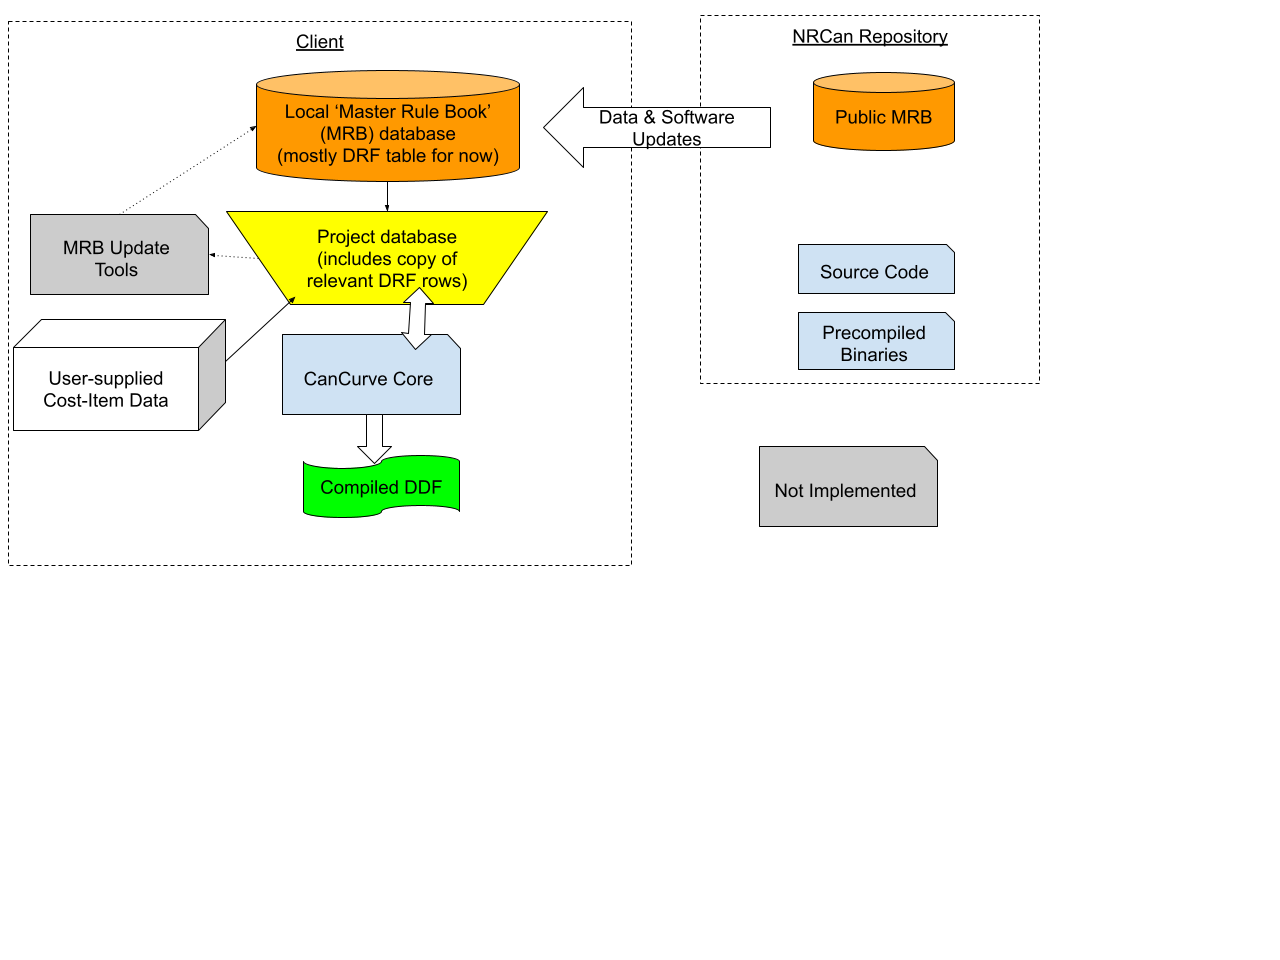 Client
Local ‘Master Rule Book’
(MRB) database
(mostly DRF table for now)
Data & Software
Updates
NRCan Repository
Public MRB
MRB Update
Tools
Project database
(includes copy of
relevant DRF rows)
Source Code
Precompiled
Binaries
User-supplied
Cost-Item Data
CanCurve Core
Compiled DDF
Not Implemented